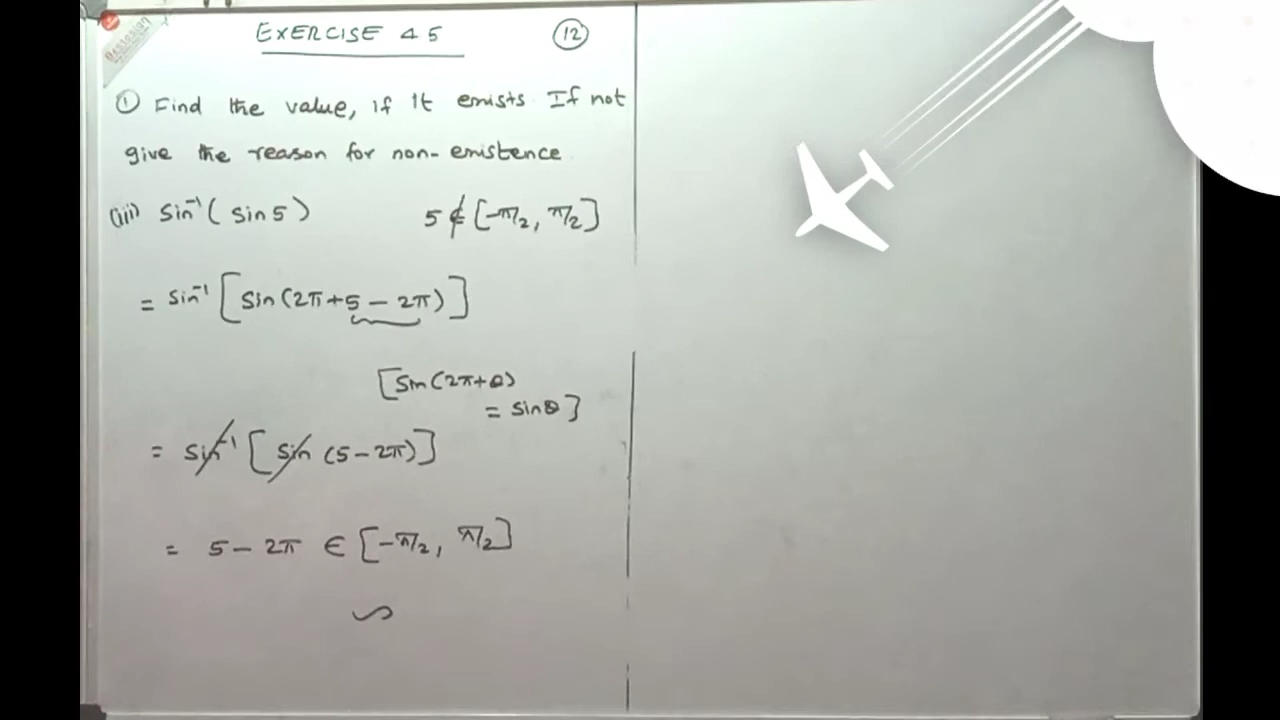 EXERCISE 4 5
12
① Find the value, if it exists If not
give the reason for non-existence
(iii) sin⁻¹( sin 5 ) 5 ∉ [-π/2, π/2]
= sin⁻¹ [ sin (2π + 5 – 2π) ]
[sin (2π+θ)
= sin θ ]
= sin⁻¹ [ sin (5 – 2π) ]
= 5 – 2π ∈ [-π/2, π/2]